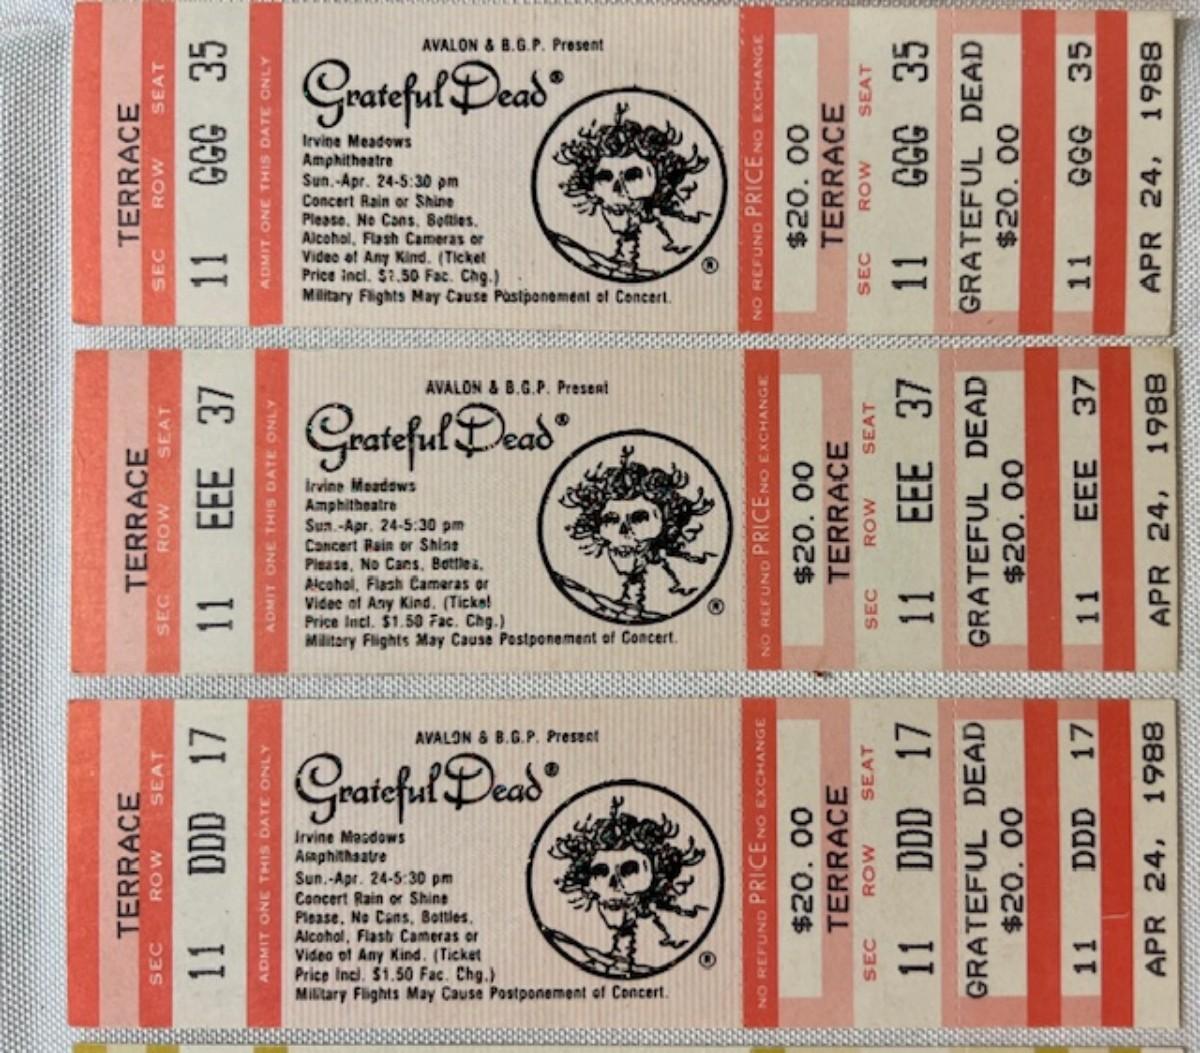 TERRACE
SEC ROW SEAT
11 GGG 35
ADMIT ONE THIS DATE ONLY
AVALON & B.G.P. Present
Grateful Dead®
Irvine Meadows
Amphitheatre
Sun.-Apr. 24-5:30 pm
Concert Rain or Shine
Please, No Cans, Bottles,
Alcohol, Flash Cameras or
Video of Any Kind. (Ticket
Price Incl. $1.50 Fac. Chg.)
Military Flights May Cause Postponement of Concert.
®
NO REFUND PRICE NO EXCHANGE
$20.00
TERRACE
SEC ROW SEAT
11 GGG 35
GRATEFUL DEAD
$20.00
11 GGG 35
APR 24, 1988
TERRACE
SEC ROW SEAT
11 EEE 37
ADMIT ONE THIS DATE ONLY
AVALON & B.G.P. Present
Grateful Dead®
Irvine Meadows
Amphitheatre
Sun.-Apr. 24-5:30 pm
Concert Rain or Shine
Please, No Cans, Bottles,
Alcohol, Flash Cameras or
Video of Any Kind. (Ticket
Price Incl. $1.50 Fac. Chg.)
Military Flights May Cause Postponement of Concert.
®
NO REFUND PRICE NO EXCHANGE
$20.00
TERRACE
SEC ROW SEAT
11 EEE 37
GRATEFUL DEAD
$20.00
11 EEE 37
APR 24, 1988
TERRACE
SEC ROW SEAT
11 DDD 17
ADMIT ONE THIS DATE ONLY
AVALON & B.G.P. Present
Grateful Dead®
Irvine Meadows
Amphitheatre
Sun.-Apr. 24-5:30 pm
Concert Rain or Shine
Please, No Cans, Bottles,
Alcohol, Flash Cameras or
Video of Any Kind. (Ticket
Price Incl. $1.50 Fac. Chg.)
Military Flights May Cause Postponement of Concert.
®
NO REFUND PRICE NO EXCHANGE
$20.00
TERRACE
SEC ROW SEAT
11 DDD 17
GRATEFUL DEAD
$20.00
11 DDD 17
APR 24, 1988